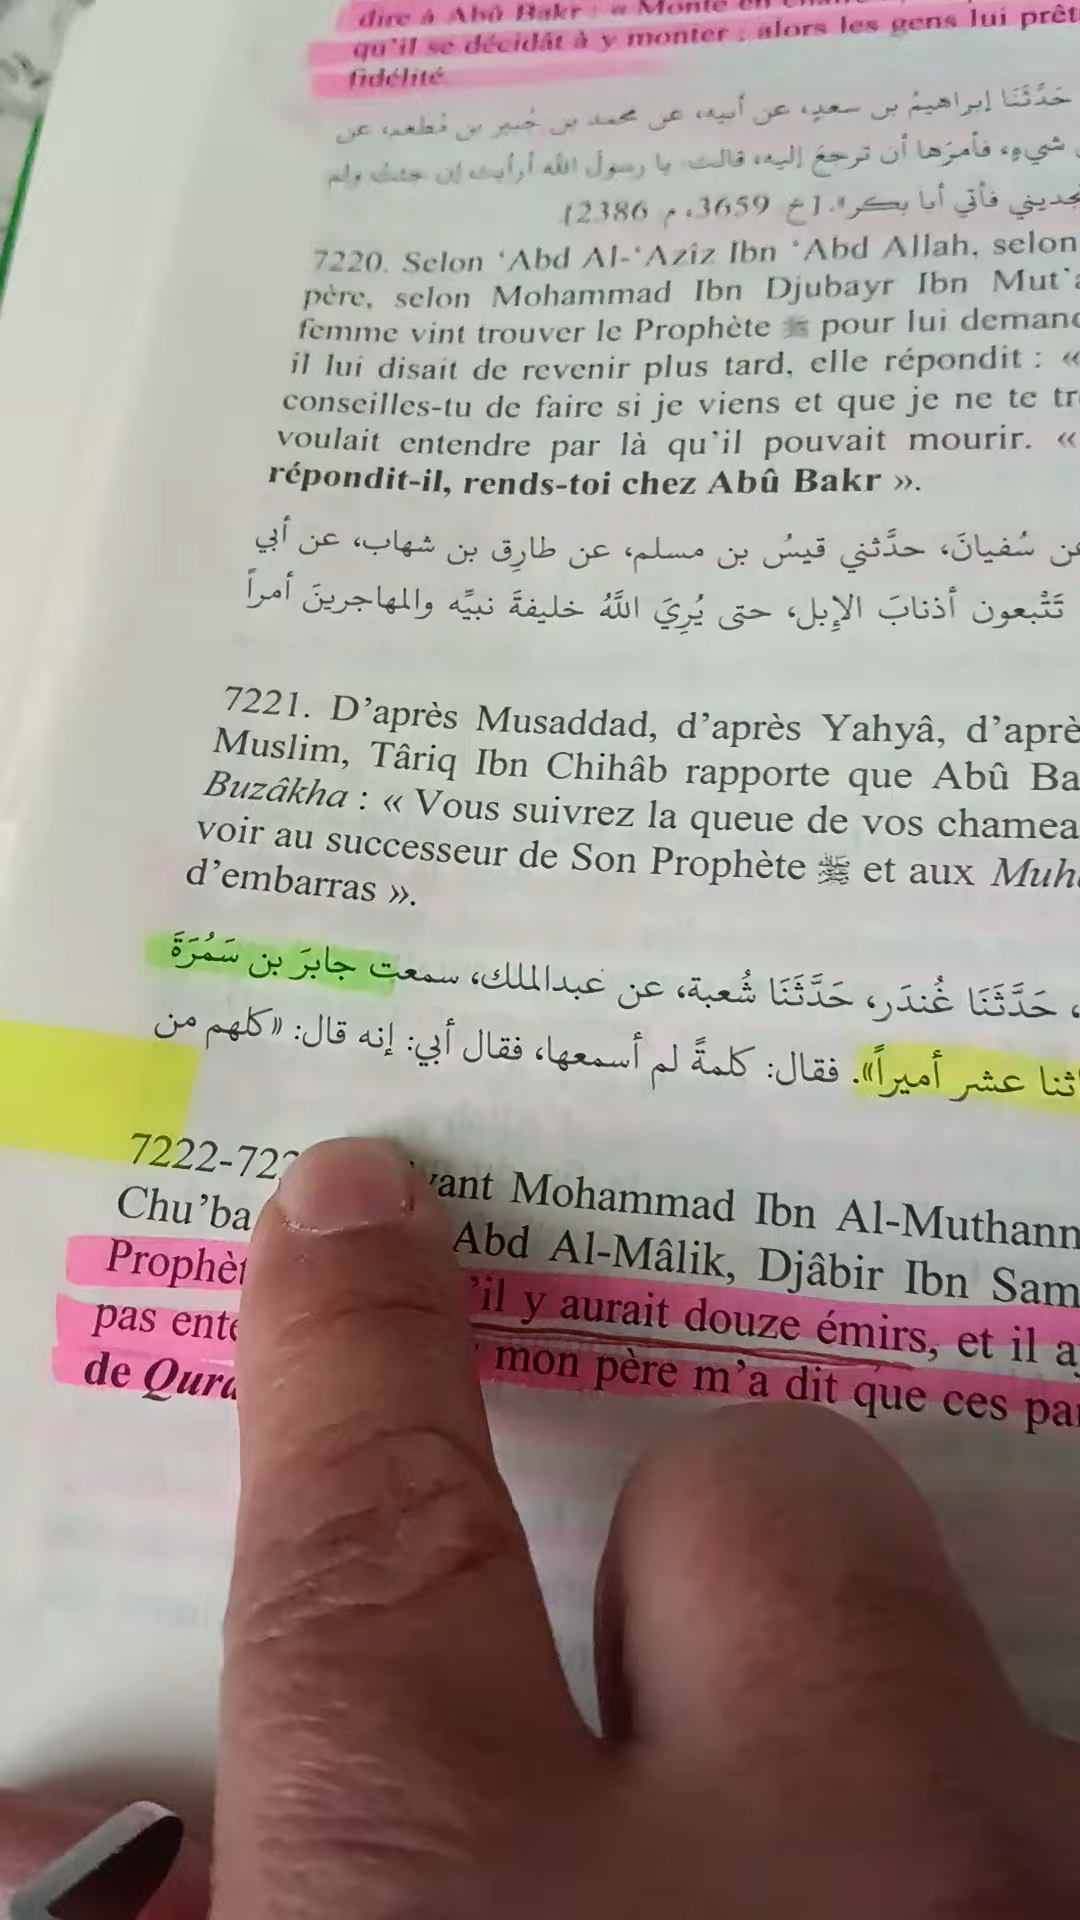 dire à Abû Bakr : « Monte en
qu'il se décidât à y monter ; alors les gens lui prêt
fidélité
حَدَّثَنَا إبراهيمُ بن سعدٍ، عن أبيه، عن محمد بن جُبير بن مُطعم، عن
شيءٍ، فأمرَها أن ترجعَ إليه، قالت: يا رسولَ الله أرأيت إن جئتُ ولم
تجديني فأتي أبا بكر». [خ 3659، م 2386].
7220. Selon 'Abd Al-'Azîz Ibn 'Abd Allah, selon
père, selon Mohammad Ibn Djubayr Ibn Mut'a
femme vint trouver le Prophète ﷺ pour lui demand
il lui disait de revenir plus tard, elle répondit : «
conseilles-tu de faire si je viens et que je ne te tr
voulait entendre par là qu'il pouvait mourir. «
répondit-il, rends-toi chez Abû Bakr ».
عن سُفيانَ، حدَّثني قيسُ بن مسلم، عن طارِق بن شهاب، عن أبي
تَتْبعون أذنابَ الإِبل، حتى يُرِيَ اللَّهُ خليفةَ نبيِّه والمهاجرينَ أمراً
7221. D'après Musaddad, d'après Yahyâ, d'aprè
Muslim, Târiq Ibn Chihâb rapporte que Abû Ba
Buzâkha : « Vous suivrez la queue de vos chamea
voir au successeur de Son Prophète ﷺ et aux Muh
d'embarras ».
، حَدَّثَنَا غُندَر، حَدَّثَنَا شُعبة، عن عبدالملك، سمعت جابرَ بن سَمُرَةَ
اثنا عشر أميراً». فقال: كلمةً لم أسمعها، فقال أبي: إنه قال: «كلهم من
7222-722 vant Mohammad Ibn Al-Muthann
Chu'ba Abd Al-Mâlik, Djâbir Ibn Sam
Prophèt 'il y aurait douze émirs, et il a
pas ente mon père m'a dit que ces pa
de Qura